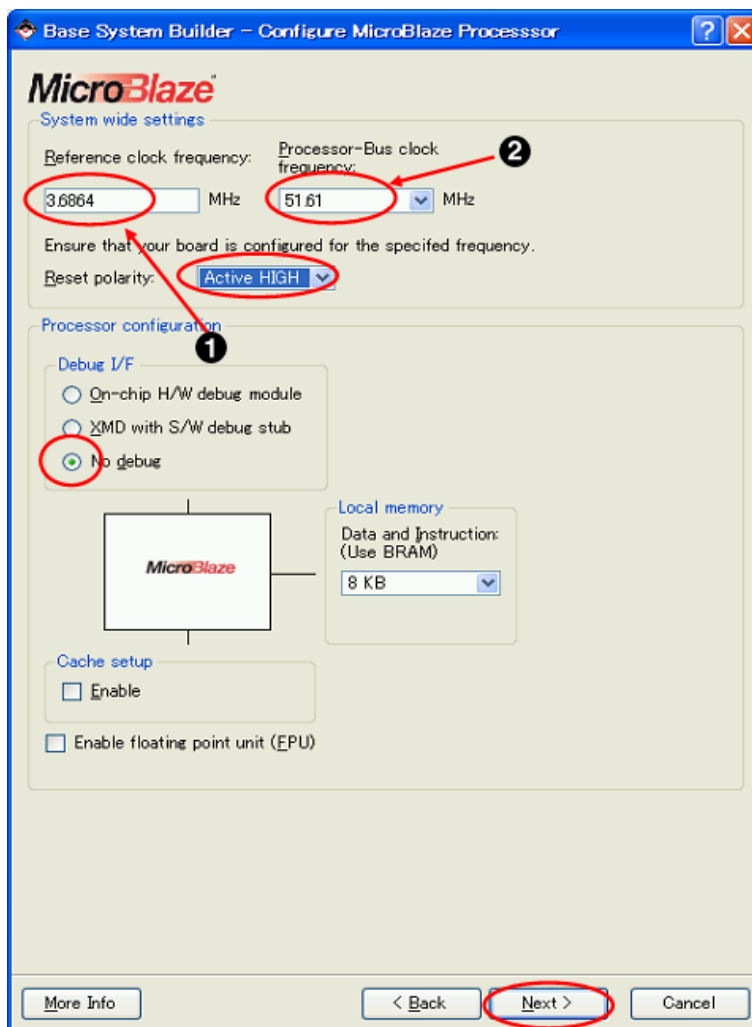 Base System Builder - Configure MicroBlaze Processsor
MicroBlaze
System wide settings
Reference clock frequency:
Processor-Bus clock
frequency:
3.6864 MHz
51.61 MHz
2
Ensure that your board is configured for the specifed frequency.
Reset polarity: Active HIGH
1
Processor configuration
Debug I/F
On-chip H/W debug module
XMD with S/W debug stub
No debug
MicroBlaze
Local memory
Data and Instruction:
(Use BRAM)
8 KB
Cache setup
Enable
Enable floating point unit (FPU)
More Info
< Back
Next >
Cancel